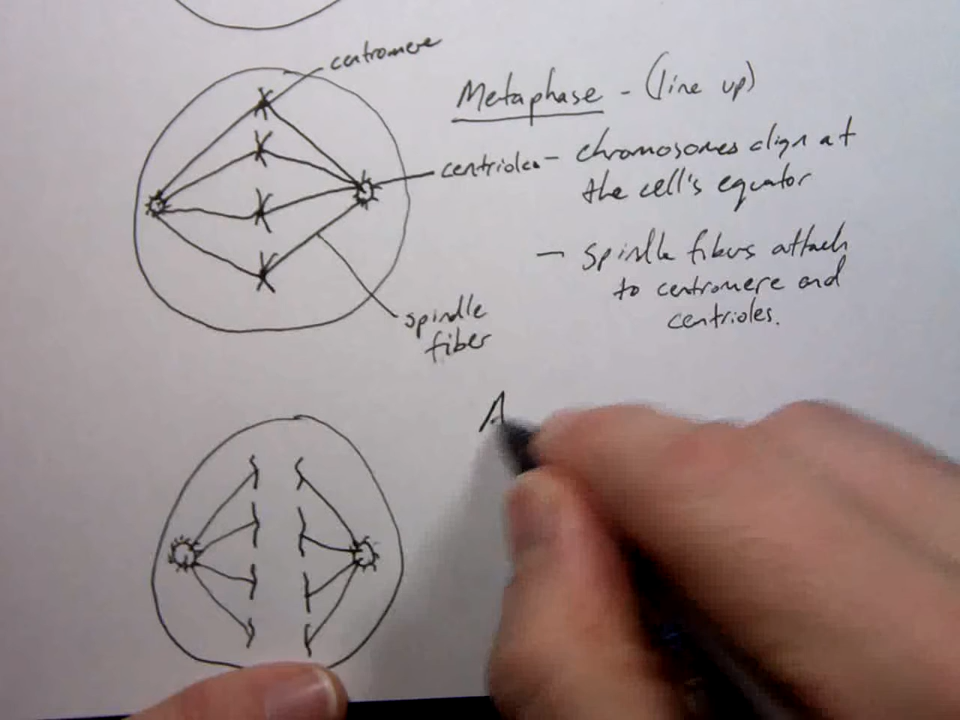 centromere
Metaphase - (line up)
centrioles - chromosomes align at
the cell's equator
- spindle fibers attach
to centromere and
centrioles.
spindle
fiber
A